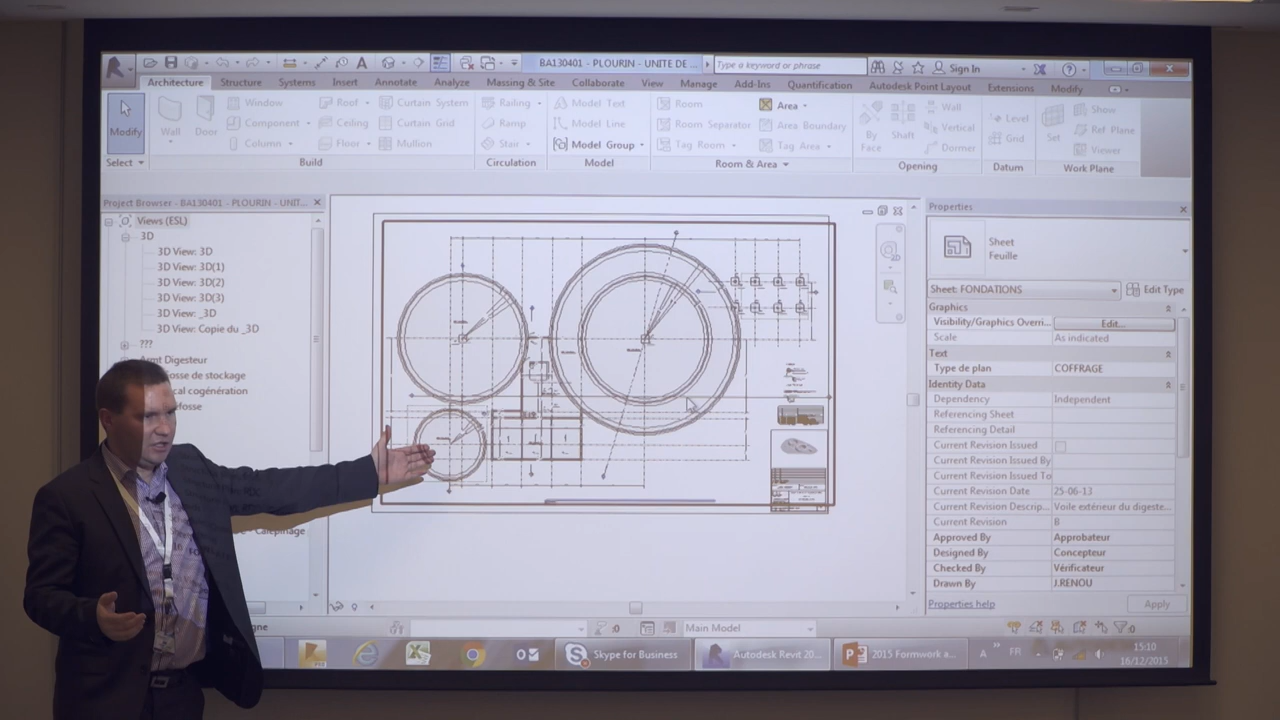 BA130401 - PLOURIN - UNITE DE ...
Type a keyword or phrase
Sign In
Architecture Structure Systems Insert Annotate Analyze Massing & Site Collaborate View Manage Add-Ins Quantification Autodesk Point Layout Extensions Modify
Modify
Wall
Door
Window
Component
Column
Roof
Ceiling
Floor
Curtain System
Curtain Grid
Mullion
Railing
Ramp
Stair
Model Text
Model Line
Model Group
Room
Room Separator
Tag Room
Area
Area Boundary
Tag Area
By
Face
Shaft
Wall
Vertical
Dormer
Level
Grid
Set
Show
Ref Plane
Viewer
Select Build Circulation Model Room & Area Opening Datum Work Plane
Project Browser - BA130401 - PLOURIN - UNIT...
Views (ESL)
3D
3D View: 3D
3D View: 3D(1)
3D View: 3D(2)
3D View: 3D(3)
3D View: _3D
3D View: Copie du _3D
???
Armt Digesteur
osse de stockage
cal cogénération
éfosse
Calepinage
Properties
Sheet
Feuille
Sheet: FONDATIONS Edit Type
Graphics
Visibility/Graphics Overri... Edit...
Scale As indicated
Text
Type de plan COFFRAGE
Identity Data
Dependency Independent
Referencing Sheet
Referencing Detail
Current Revision Issued
Current Revision Issued By
Current Revision Issued To
Current Revision Date 25-06-13
Current Revision Descrip... Voile extérieur du digeste...
Current Revision B
Approved By Approbateur
Designed By Concepteur
Checked By Vérificateur
Drawn By J.RENOU
Properties help Apply
gne :0 Main Model :0
Skype for Business Autodesk Revit 20... 2015 Formwork a... A FR 15:10
16/12/2015